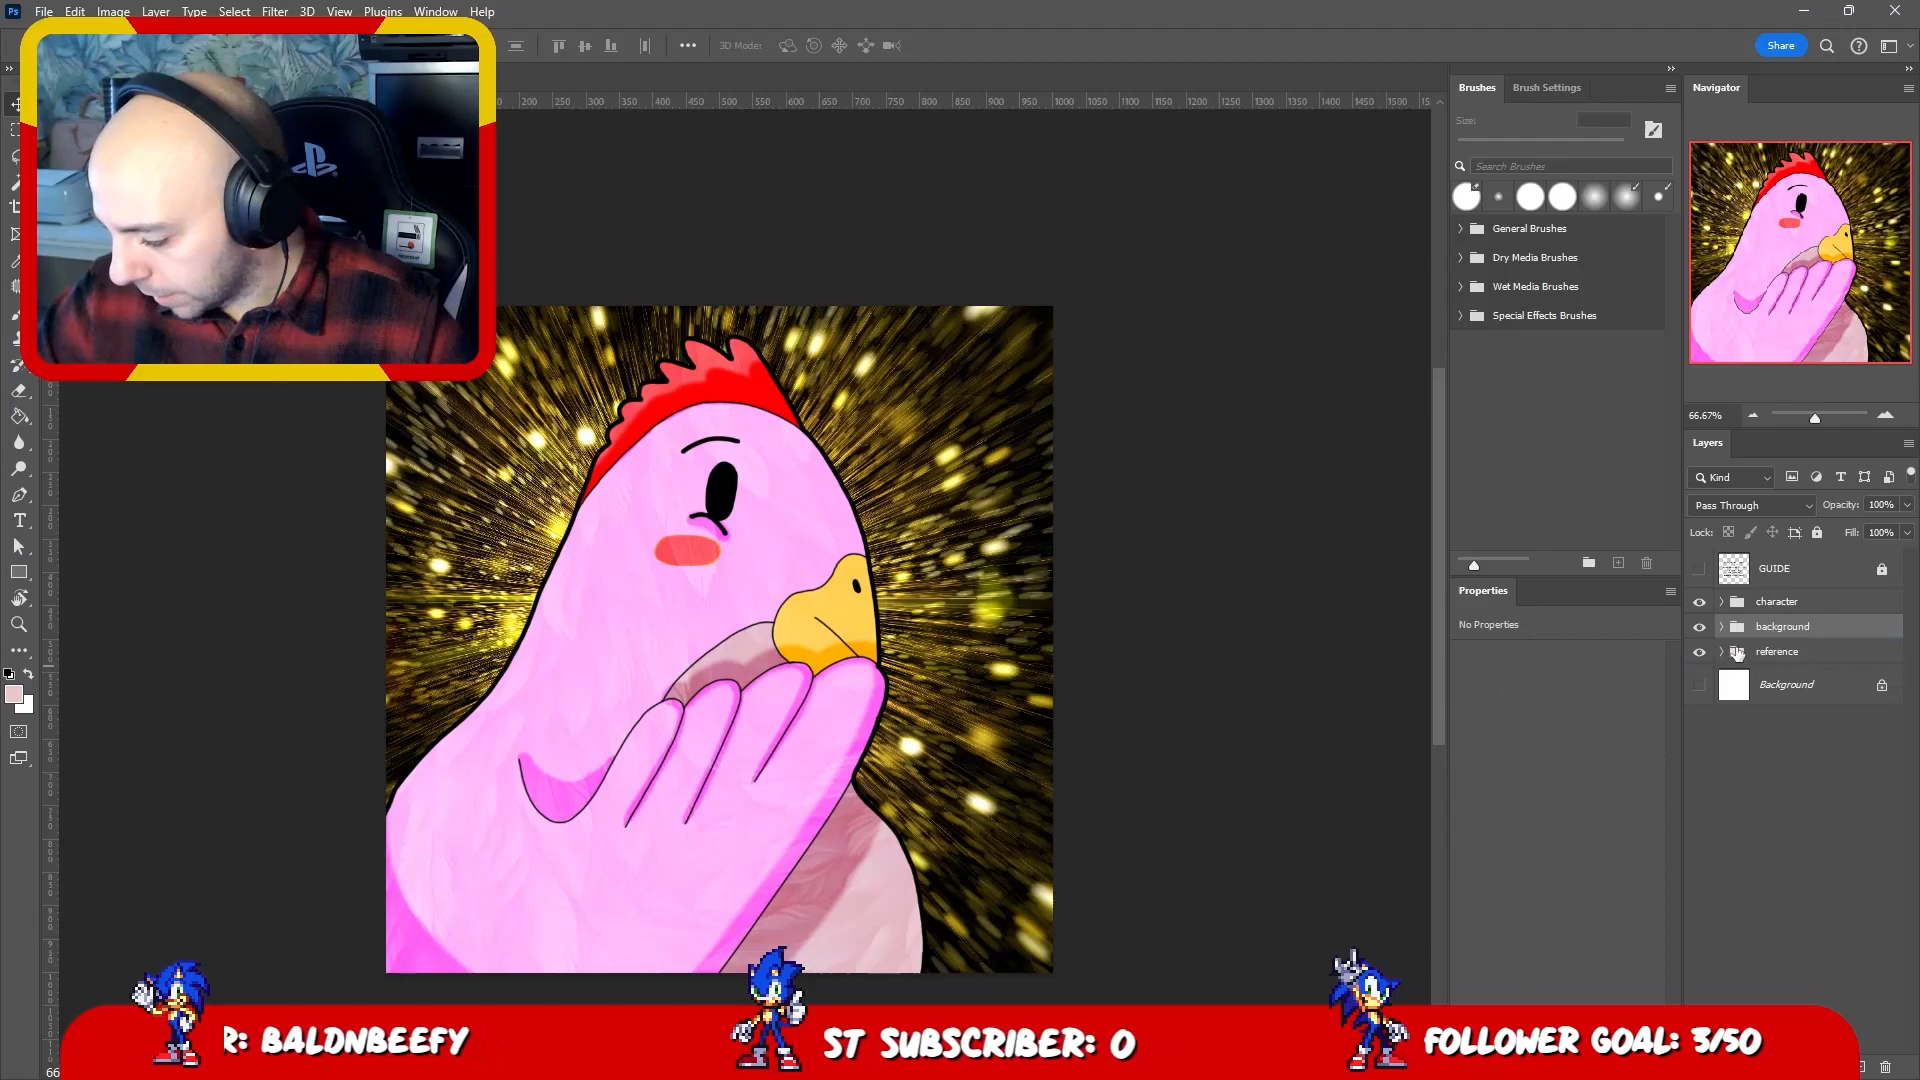 Ps File Edit Image Layer Type Select Filter 3D View Plugins Window Help
3D Mode:
Share
200 250 300 350 400 450 500 550 600 650 700 750 800 850 900 950 1000 1050 1100 1150 1200 1250 1300 1350 1400 1450 1500
Brushes Brush Settings
Size:
Search Brushes
General Brushes
Dry Media Brushes
Wet Media Brushes
Special Effects Brushes
Properties
No Properties
Navigator
66.67%
Layers
Kind
Pass Through Opacity: 100%
Lock: Fill: 100%
GUIDE
character
background
reference
Background
R: BALDNBEEFY
ST SUBSCRIBER: 0
FOLLOWER GOAL: 3/50
66